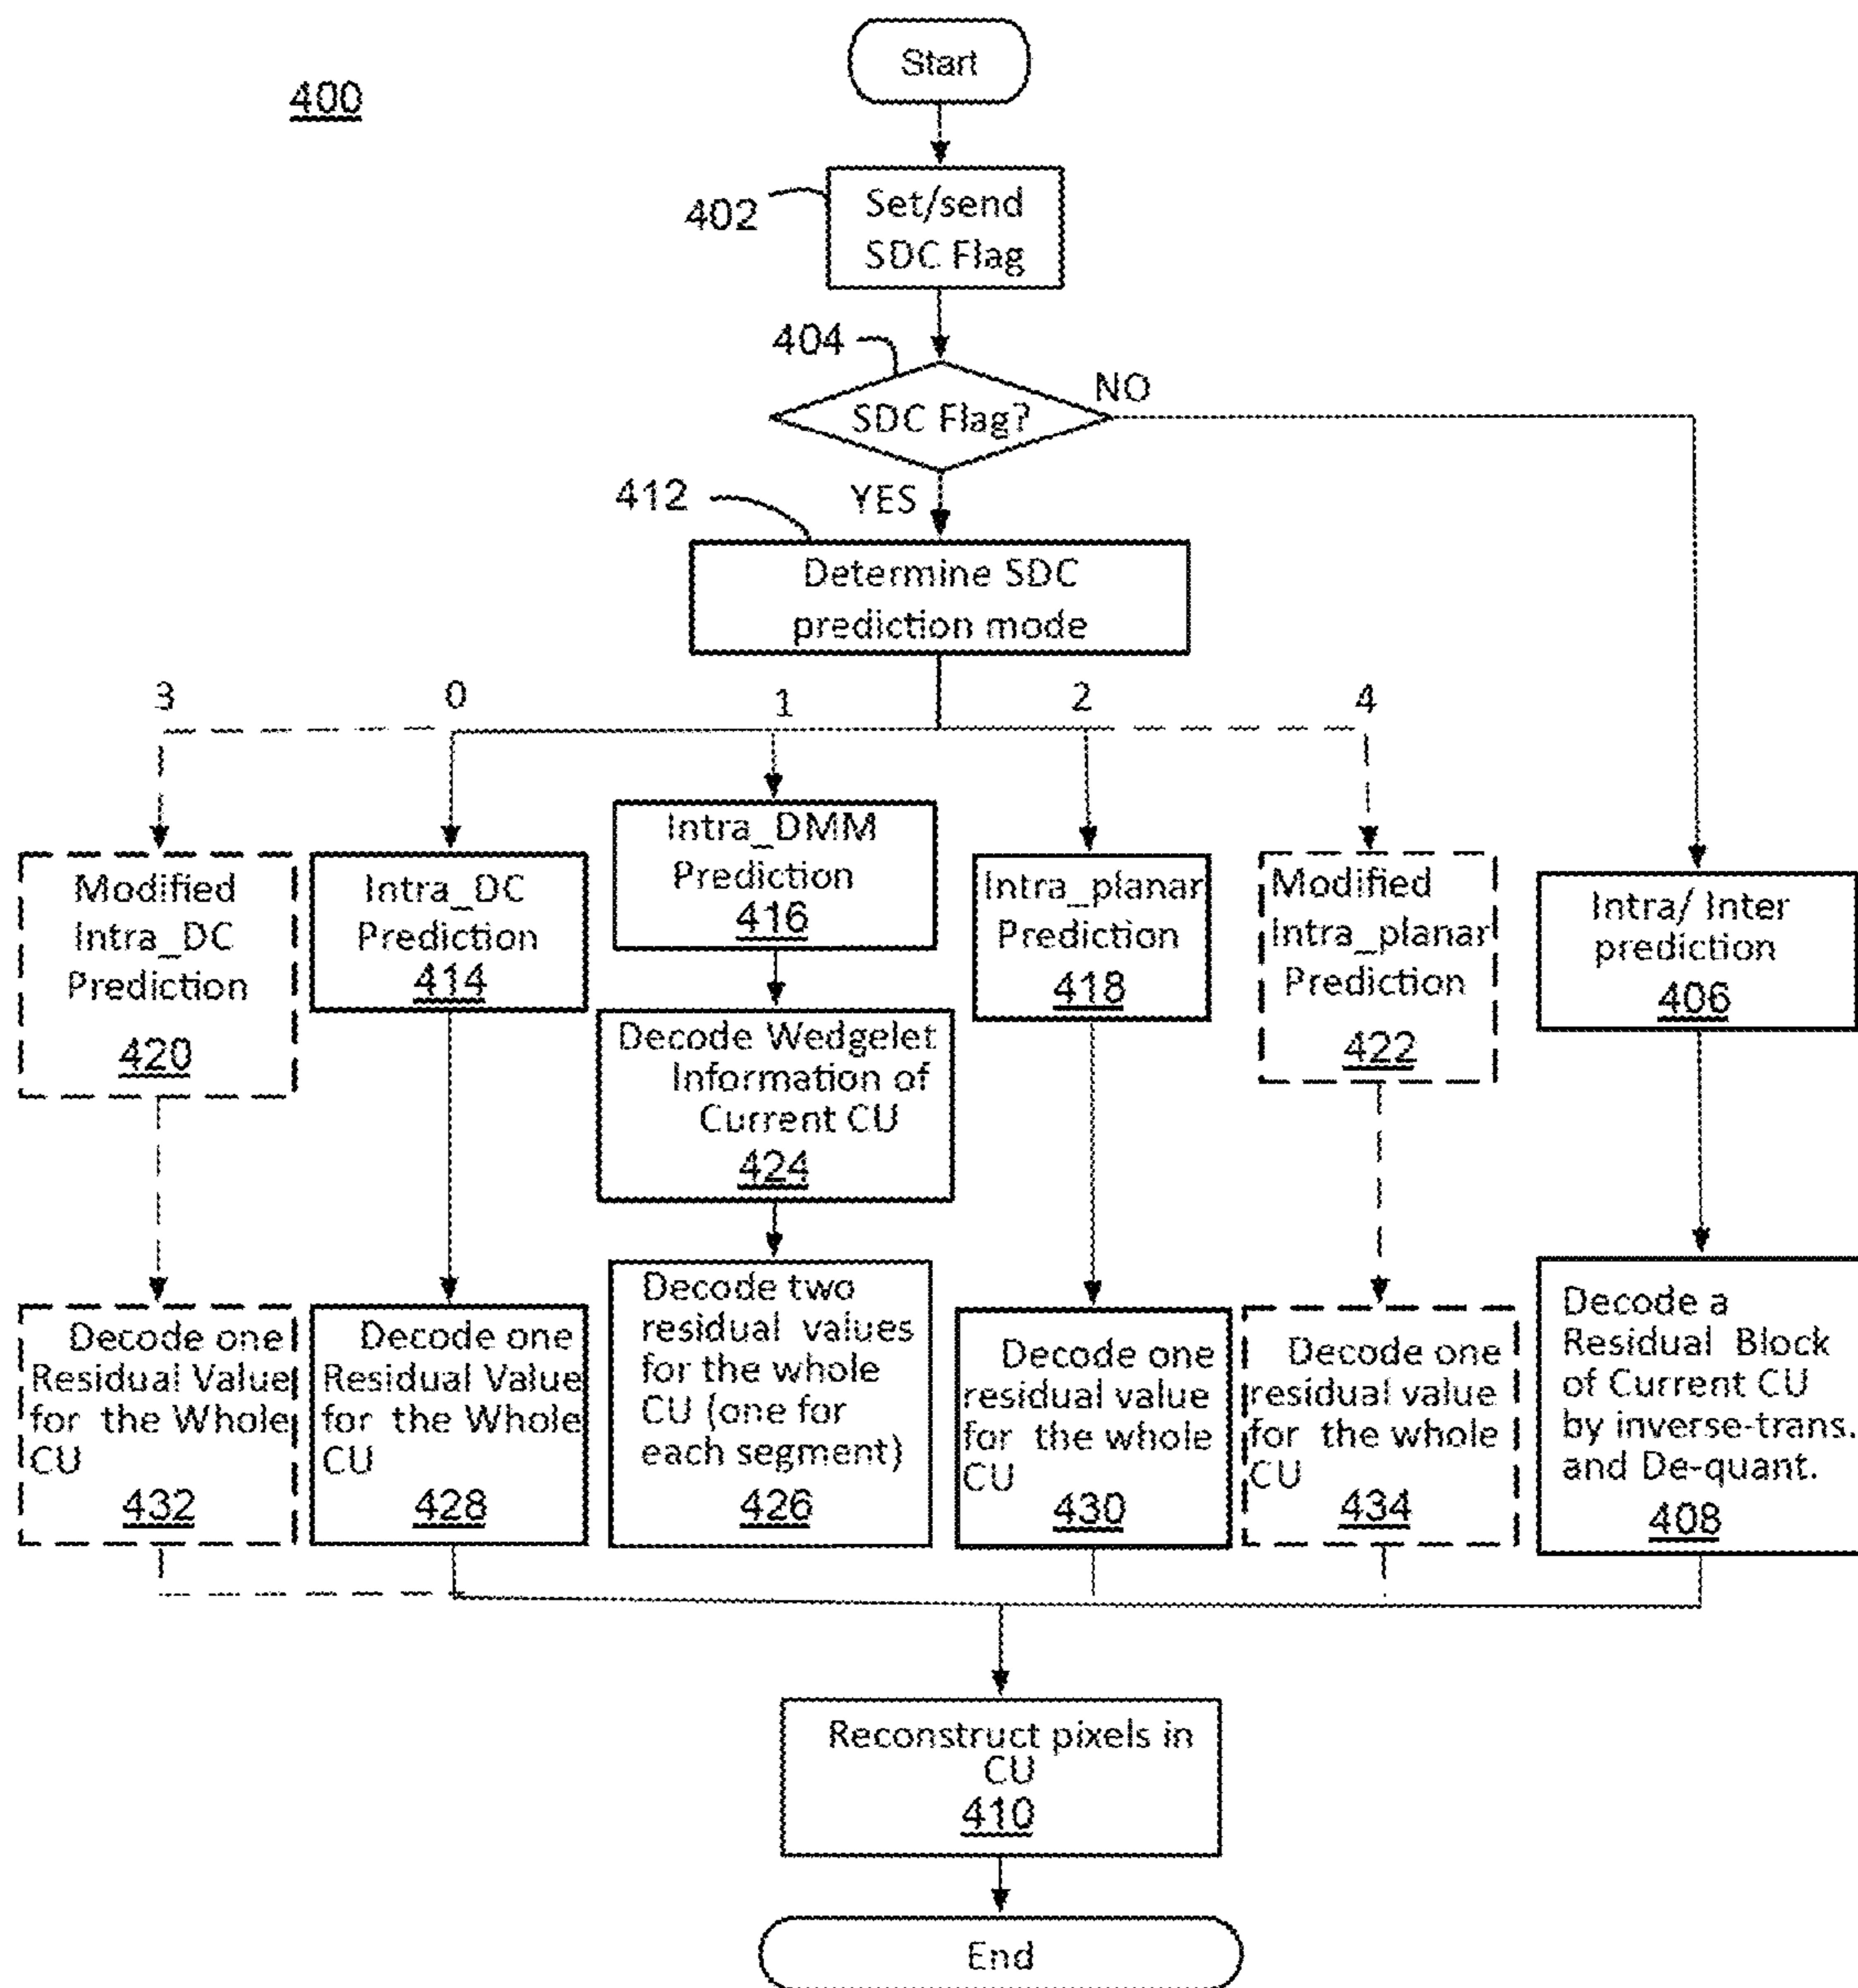 Start
400
402
Set/send
SDC Flag
404
NO
SDC Flag?
412
YES
Determine SDC
prediction mode
3
0
1
2
4
Modified
Intra_DC
Prediction
420
Intra_DC
Prediction
414
Intra_DMM
Prediction
416
Intra_planar
Prediction
418
Modified
Intra_planar
Prediction
422
Intra/ Inter
prediction
406
Decode Wedgelet
Information of
Current CU
424
Decode one
Residual Value
for the Whole
CU
432
Decode one
Residual Value
for the Whole
CU
428
Decode two
residual values
for the whole
CU (one for
each segment)
426
Decode one
residual value
for the whole
CU
430
Decode one
residual value
for the whole
CU
434
Decode a
Residual Block
of Current CU
by inverse-trans.
and De-quant.
408
Reconstruct pixels in
CU
410
End